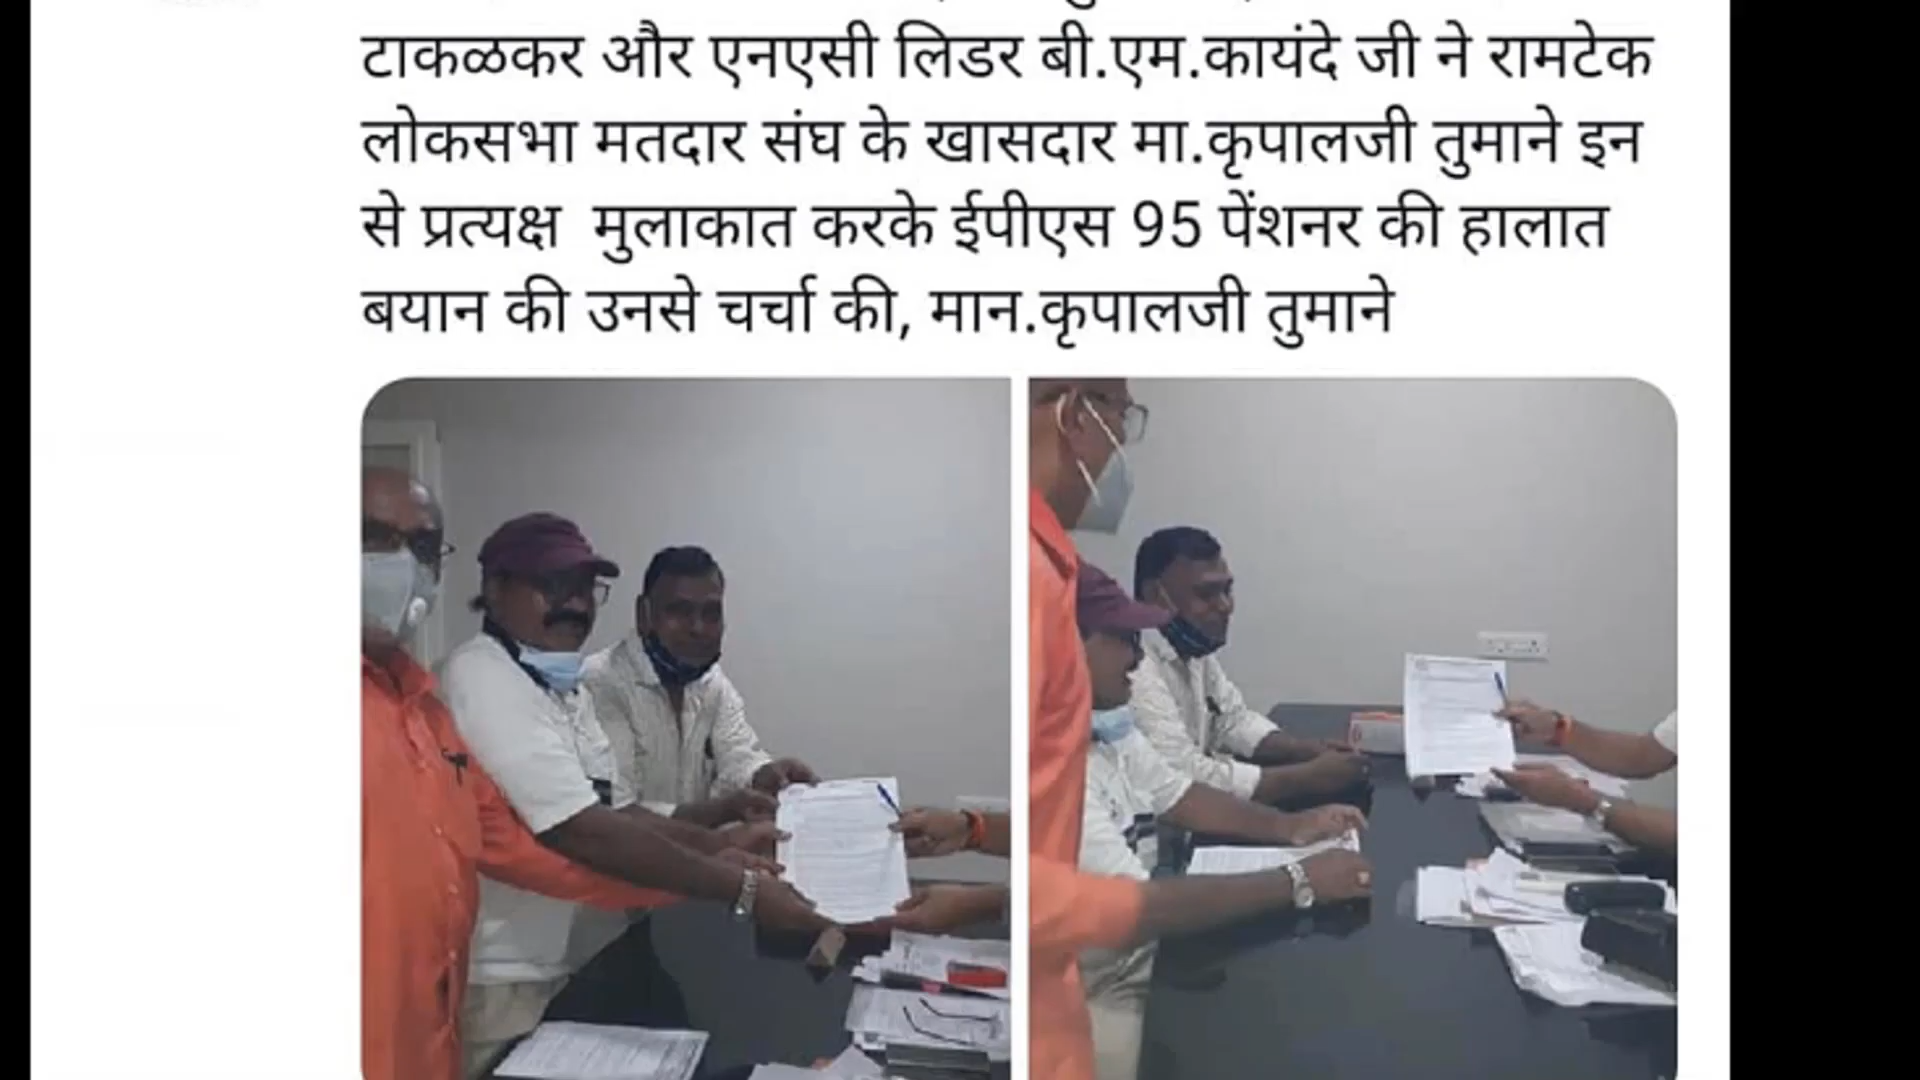 टाकळकर और एनएसी लिडर बी.एम.कायंदे जी ने रामटेक
लोकसभा मतदार संघ के खासदार मा.कृपालजी तुमाने इन
से प्रत्यक्ष मुलाकात करके ईपीएस 95 पेंशनर की हालात
बयान की उनसे चर्चा की, मान.कृपालजी तुमाने